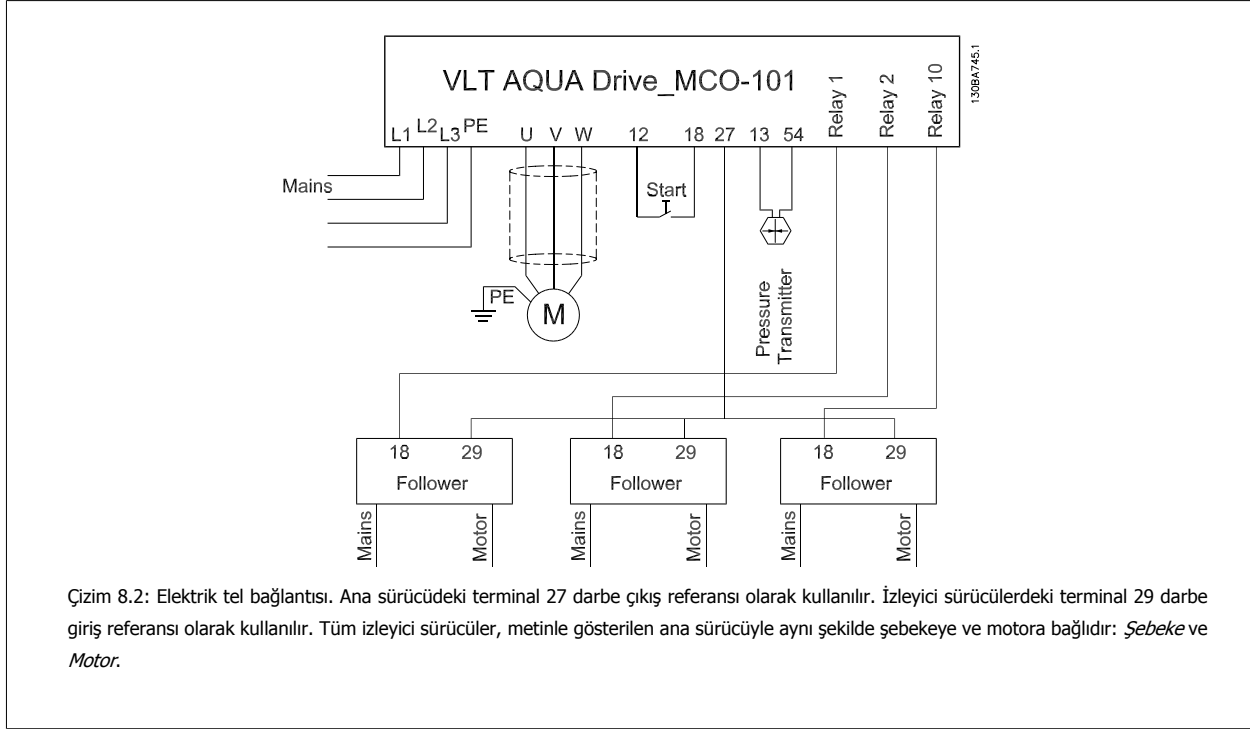 VLT AQUA Drive_MCO-101
Relay 1
Relay 2
Relay 10
130BA745.1
L1 L2 L3 PE U V W 12 18 27 13 54
Mains
Start
PE
M
Pressure
Transmitter
18 29
Follower
Mains
Motor
18 29
Follower
Mains
Motor
18 29
Follower
Mains
Motor
Çizim 8.2: Elektrik tel bağlantısı. Ana sürücüdeki terminal 27 darbe çıkış referansı olarak kullanılır. İzleyici sürücülerdeki terminal 29 darbe
giriş referansı olarak kullanılır. Tüm izleyici sürücüler, metinle gösterilen ana sürücüyle aynı şekilde şebekeye ve motora bağlıdır: Şebeke ve
Motor.